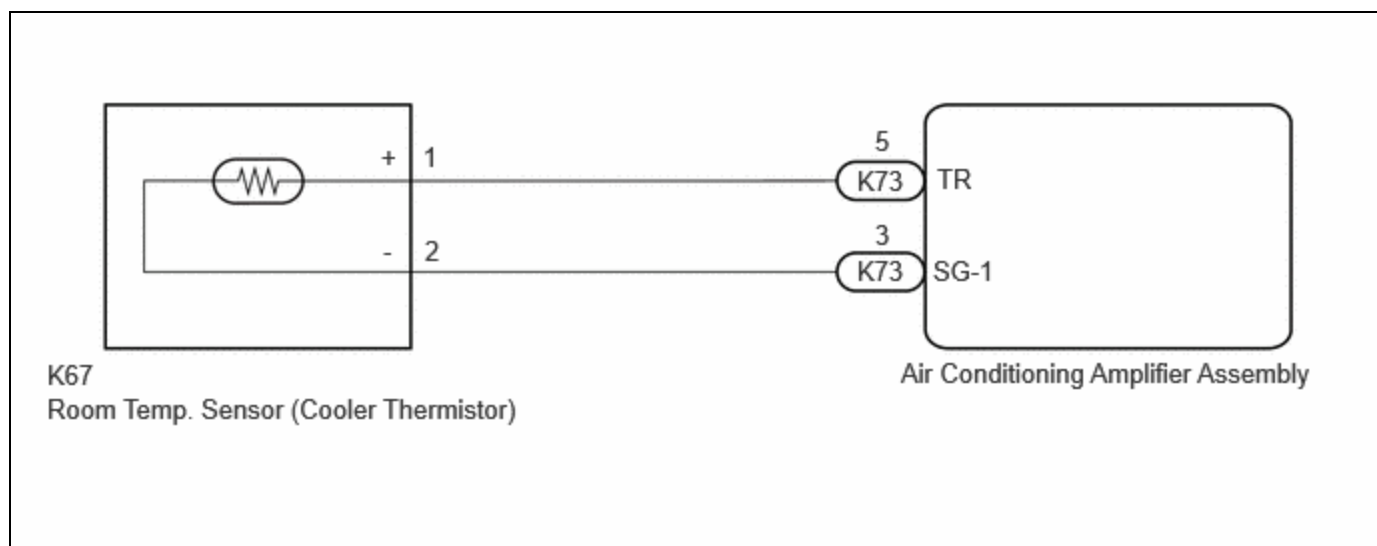 + 1
5
K73 TR
- 2
3
K73 SG-1
K67
Room Temp. Sensor (Cooler Thermistor)
Air Conditioning Amplifier Assembly